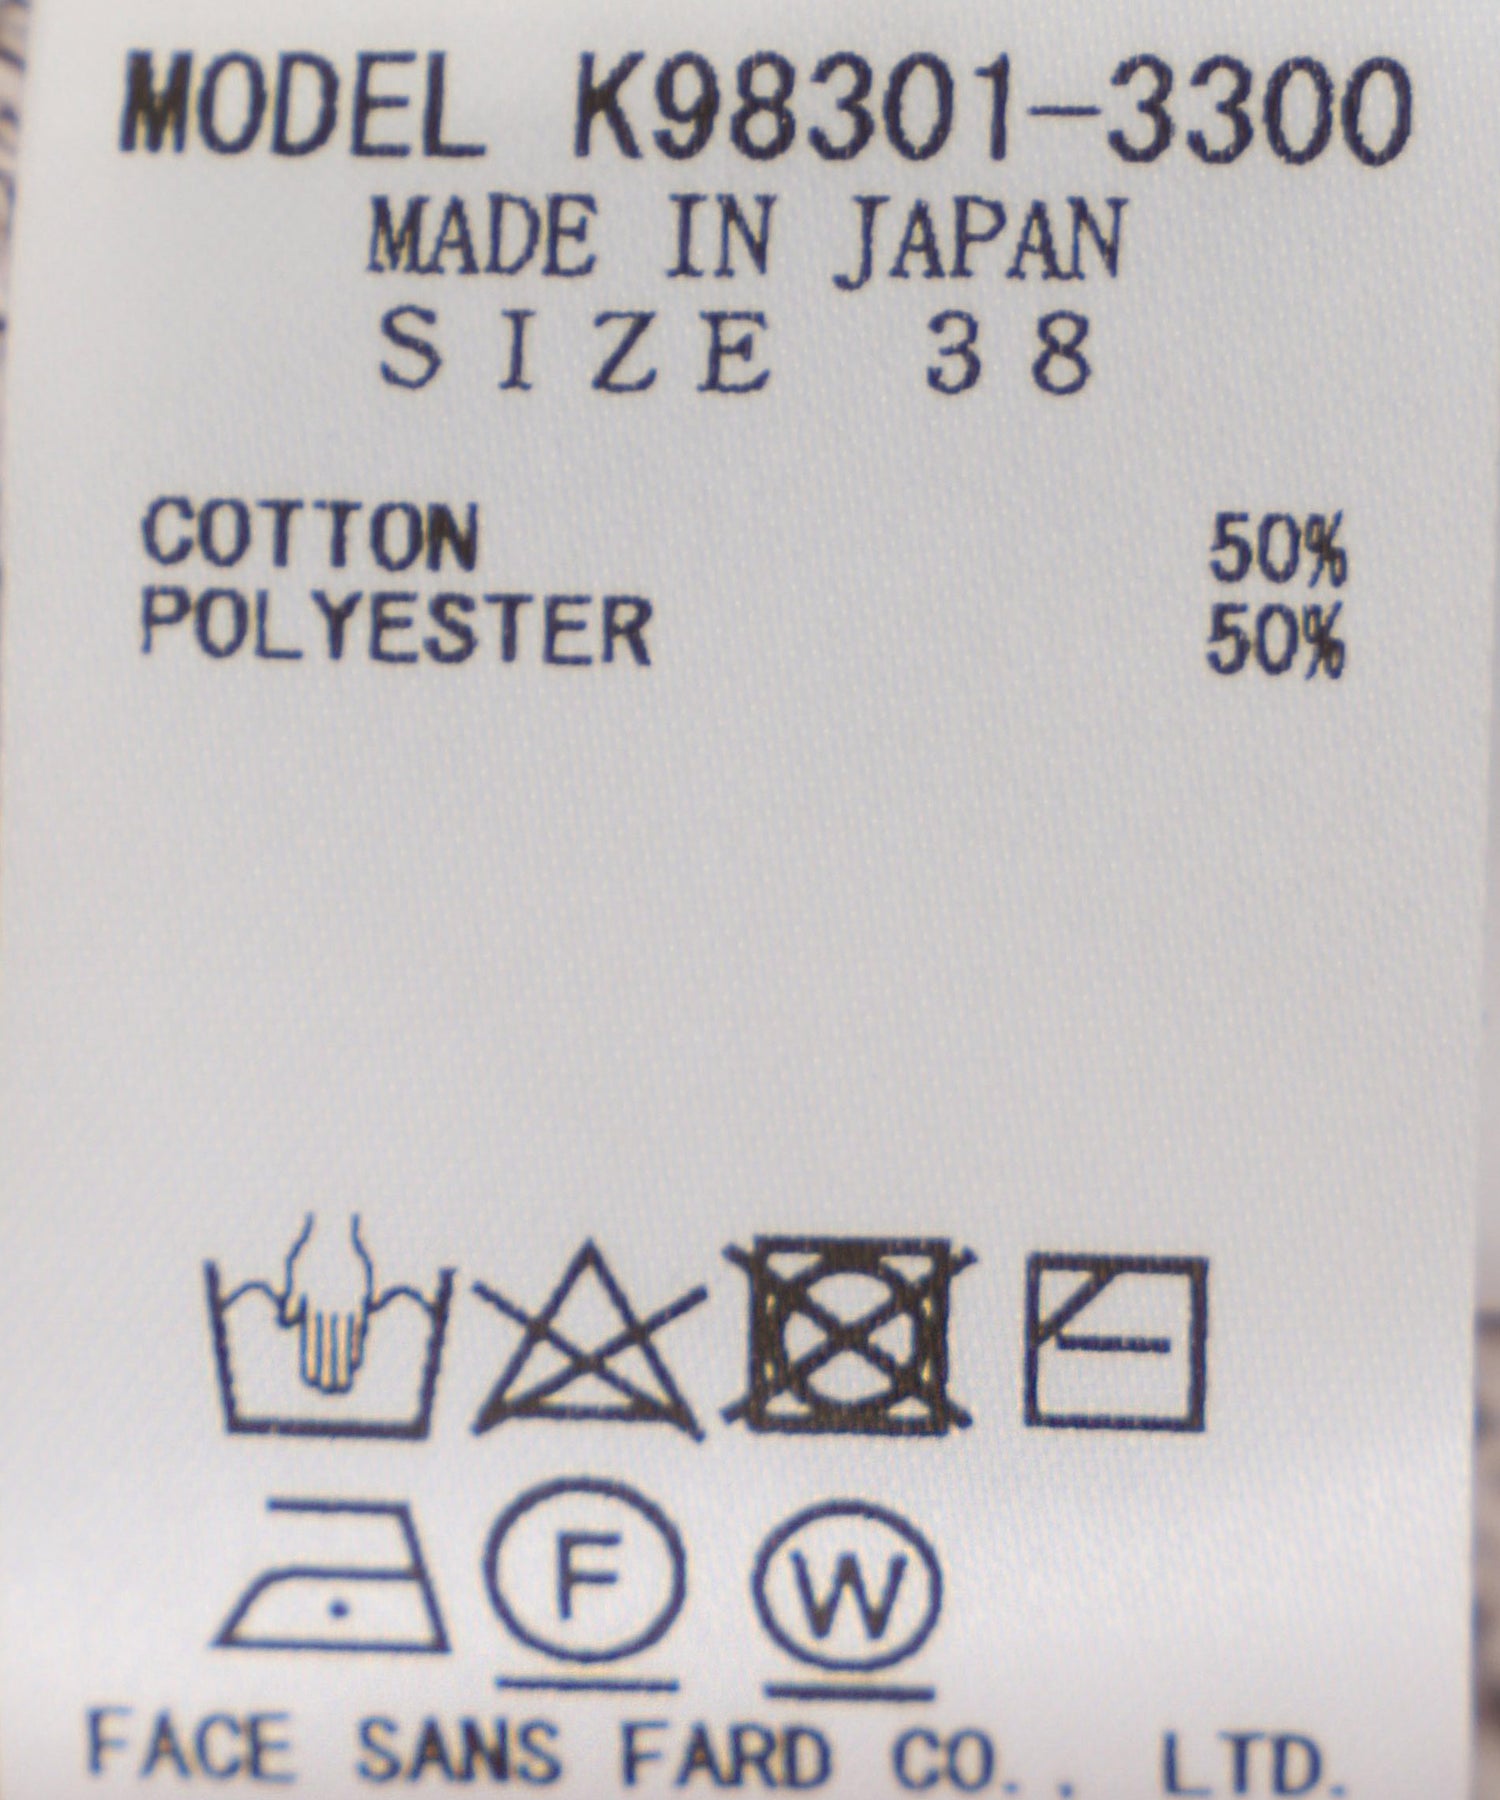 MODEL K98301-3300
MADE IN JAPAN
SIZE 38
COTTON 50%
POLYESTER 50%
F W
FACE SANS FARD CO., LTD.